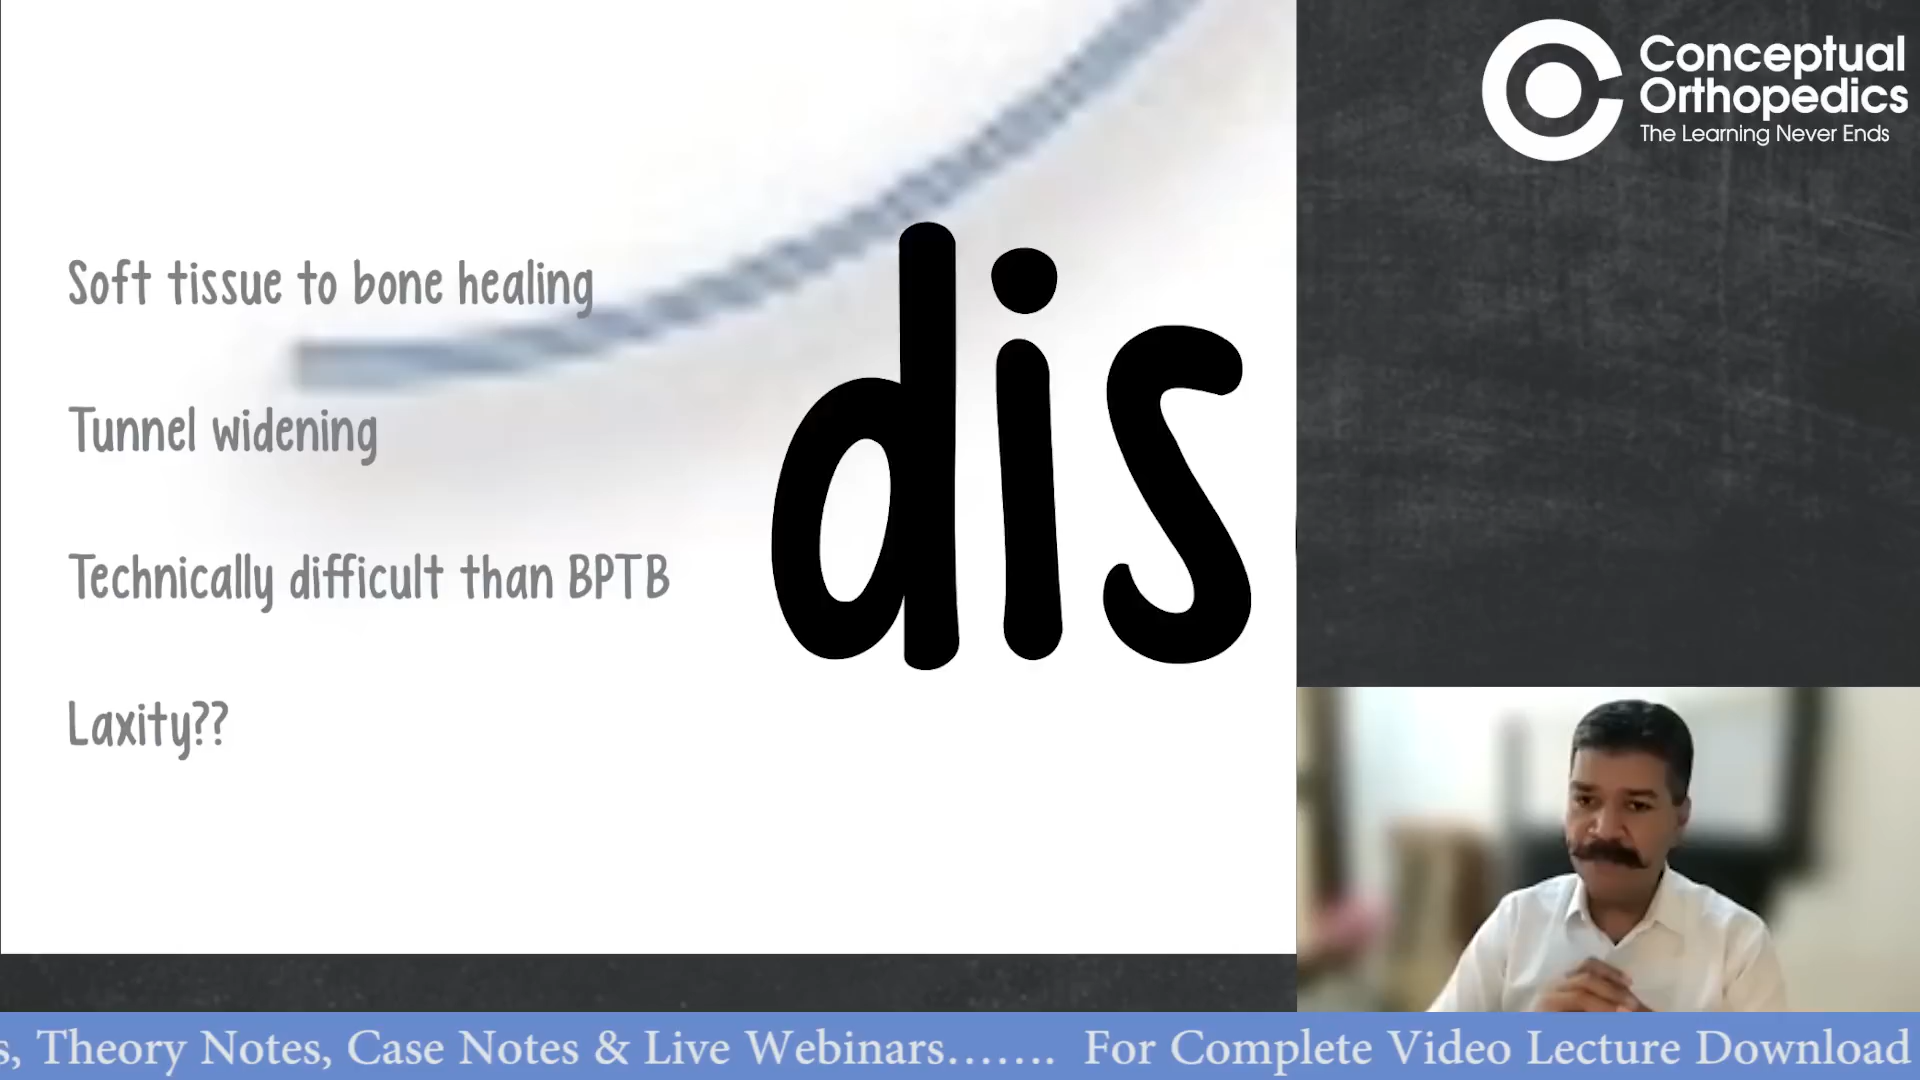 Conceptual
Orthopedics
The Learning Never Ends
Soft tissue to bone healing
Tunnel widening
Technically difficult than BPTB
Laxity??
dis
s, Theory Notes, Case Notes & Live Webinars....... For Complete Video Lecture Download